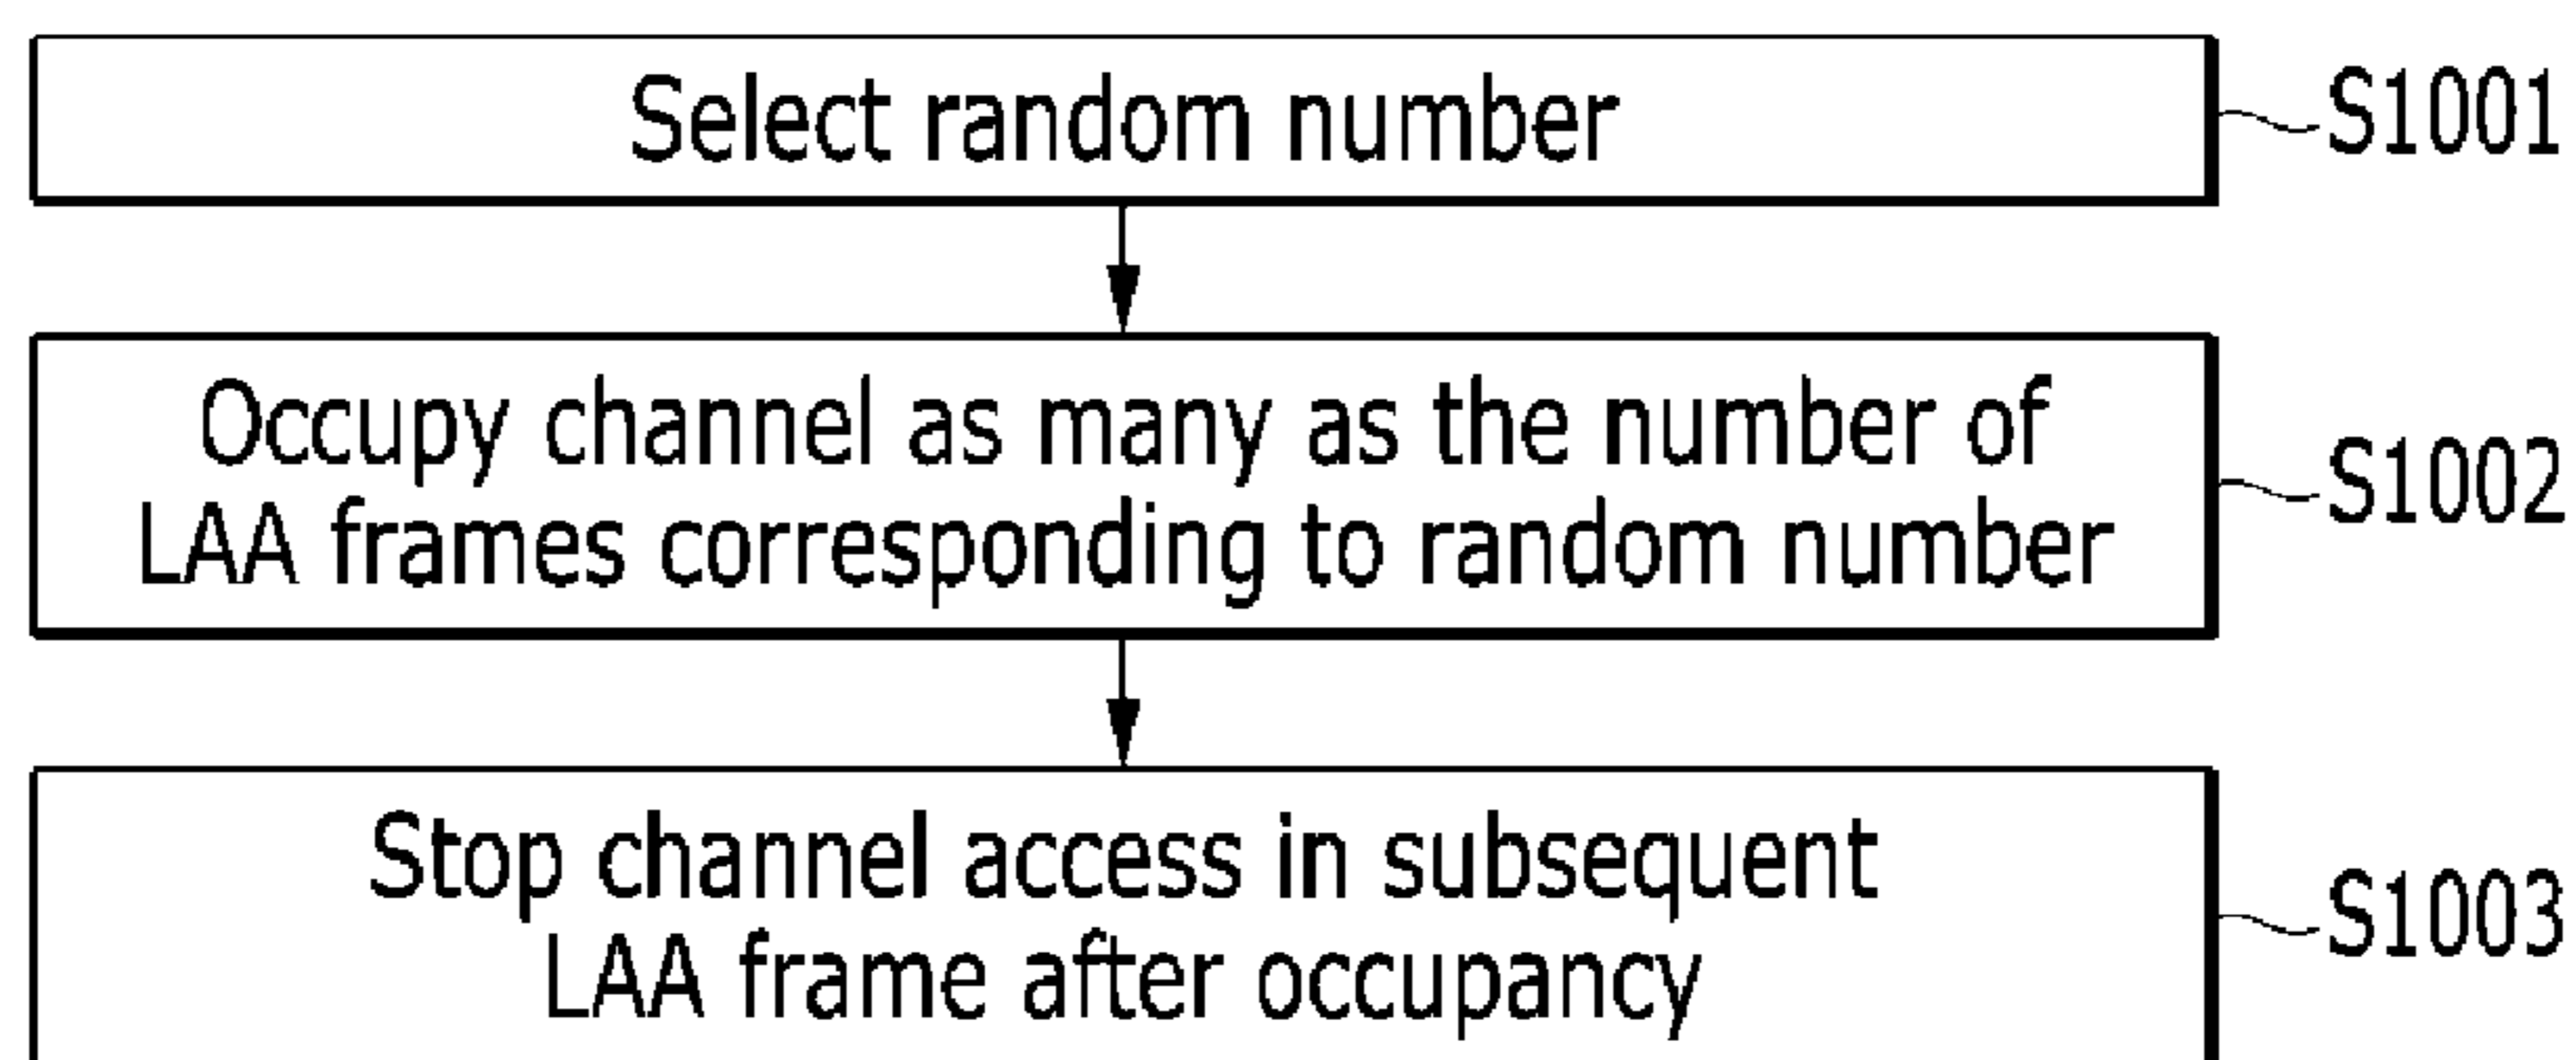 Select random number
S1001
Occupy channel as many as the number of
LAA frames corresponding to random number
S1002
Stop channel access in subsequent
LAA frame after occupancy
S1003